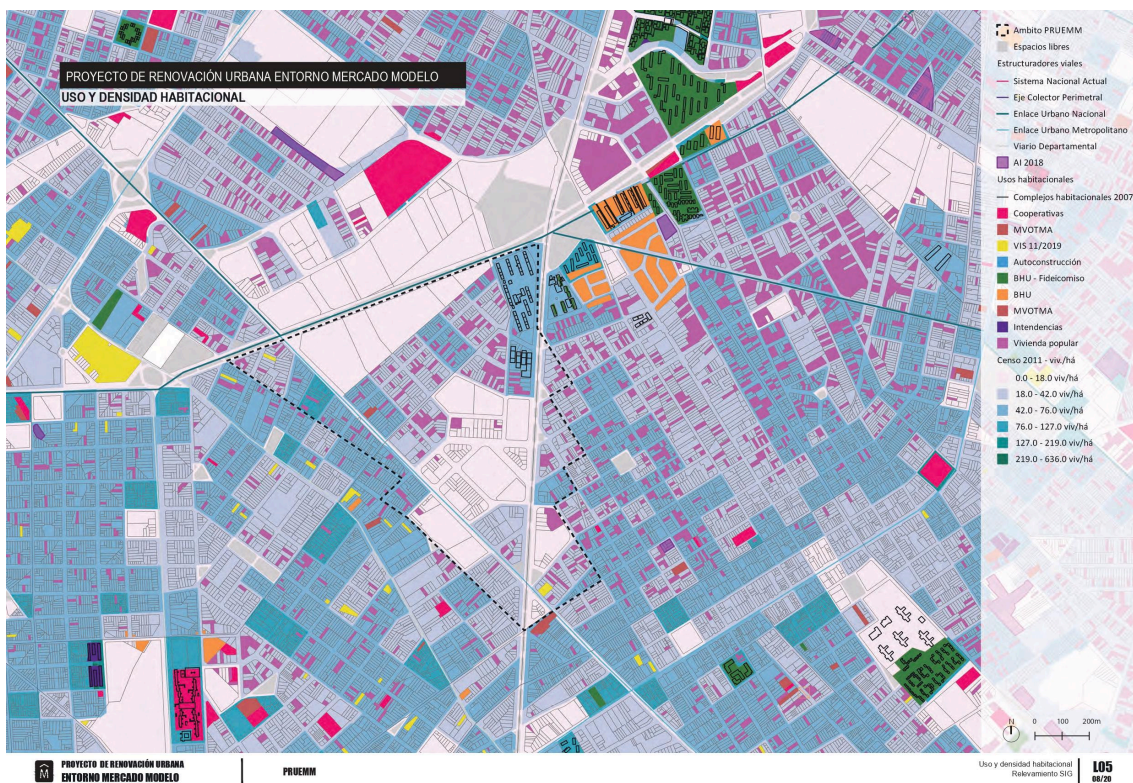 PROYECTO DE RENOVACIÓN URBANA ENTORNO MERCADO MODELO
USO Y DENSIDAD HABITACIONAL
Ambito PRUEMM
Espacios libres
Estructuradores viales
Sistema Nacional Actual
Eje Colector Perimetral
Enlace Urbano Nacional
Enlace Urbano Metropolitano
Viario Departamental
AI 2018
Usos habitacionales
Complejos habitacionales 2007
Cooperativas
MVOTMA
VIS 11/2019
Autoconstrucción
BHU - Fideicomiso
BHU
MVOTMA
Intendencias
Vivienda popular
Censo 2011 - viv./há
0.0 - 18.0 viv/há
18.0 - 42.0 viv/há
42.0 - 76.0 viv/há
76.0 - 127.0 viv/há
127.0 - 219.0 viv/há
219.0 - 636.0 viv/há
N
0 100 200m
M
PROYECTO DE RENOVACIÓN URBANA
ENTORNO MERCADO MODELO
PRUEMM
Uso y densidad habitacional
Relevamiento SIG
L05
08/20